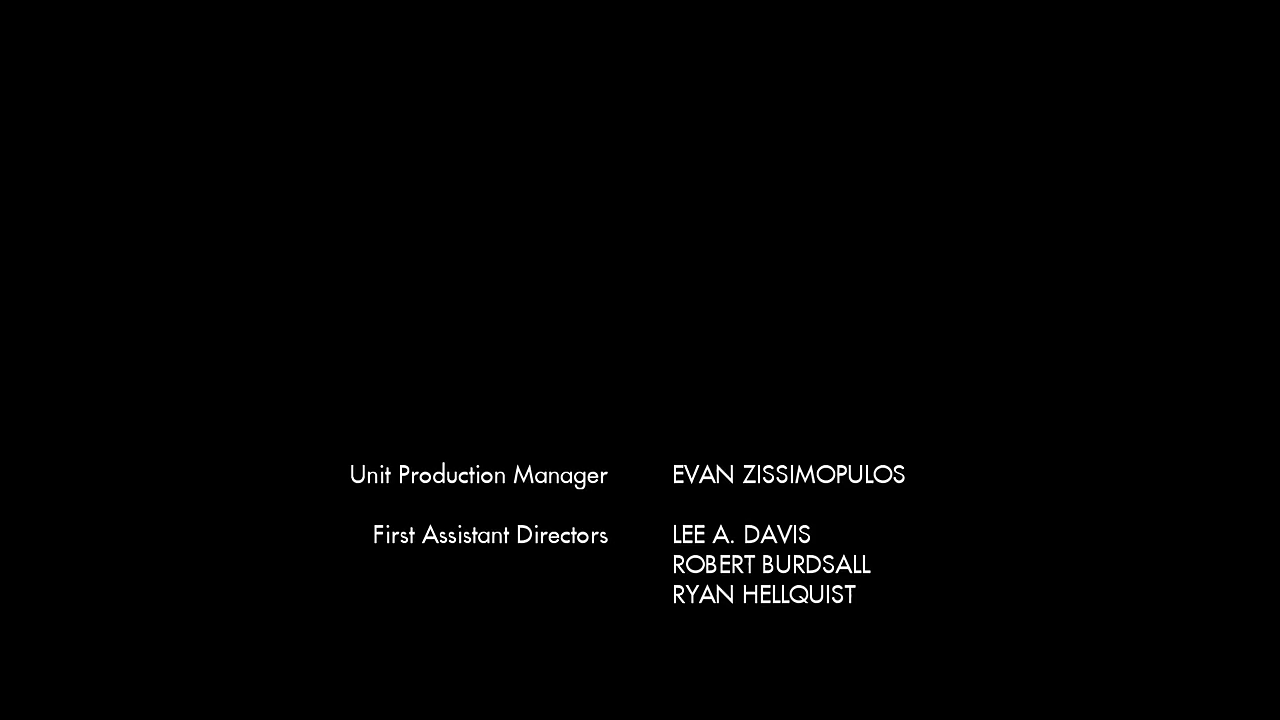 Unit Production Manager EVAN ZISSIMOPULOS
First Assistant Directors LEE A. DAVIS
ROBERT BURDSALL
RYAN HELLQUIST